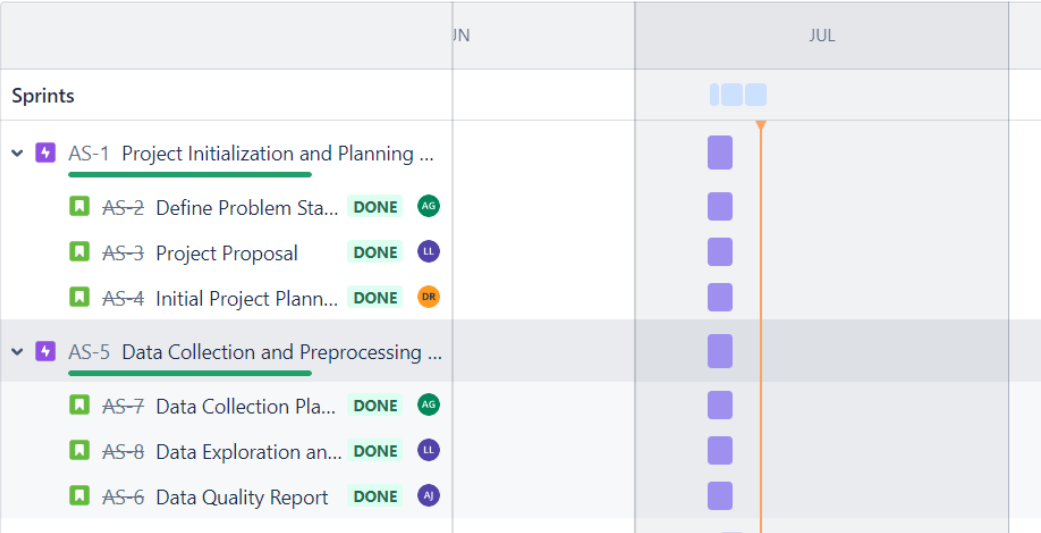 UN JUL
Sprints
AS-1 Project Initialization and Planning ...
AS-2 Define Problem Sta... DONE AG
AS-3 Project Proposal DONE LL
AS-4 Initial Project Plann... DONE DR
AS-5 Data Collection and Preprocessing ...
AS-7 Data Collection Pla... DONE AG
AS-8 Data Exploration an... DONE LL
AS-6 Data Quality Report DONE AJ